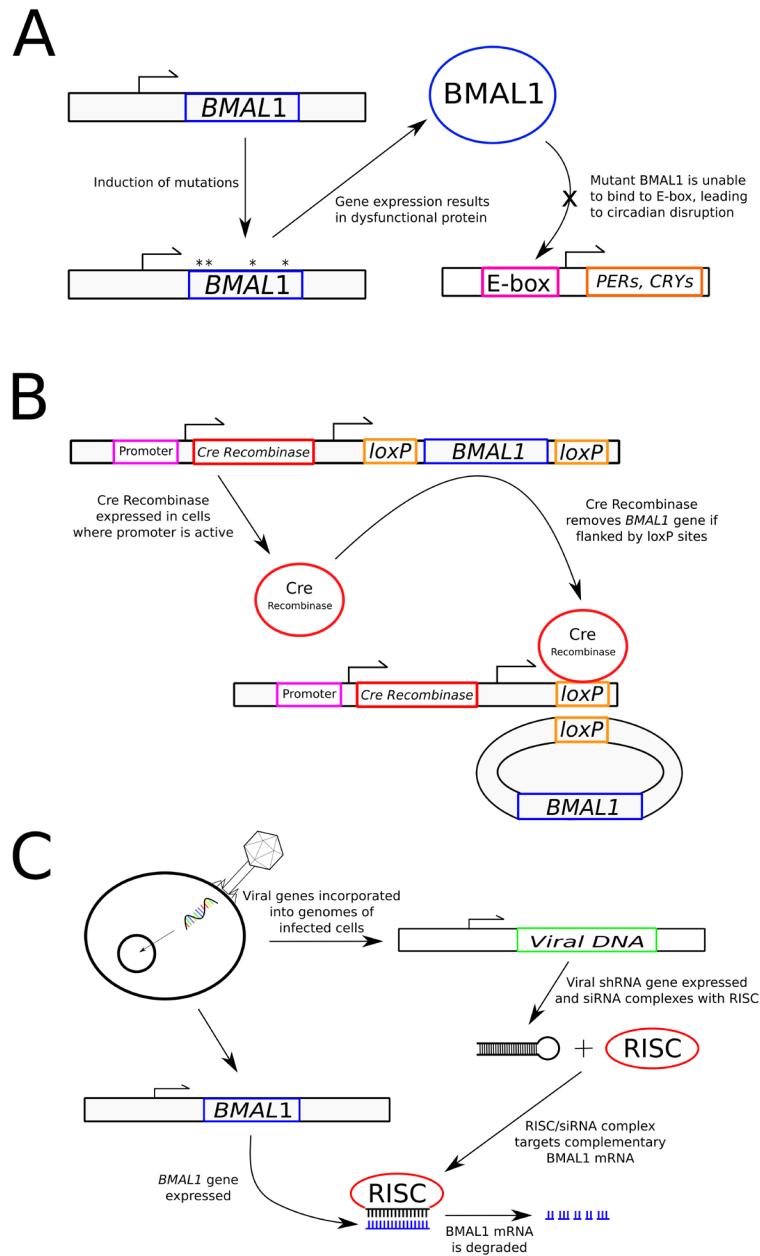 A
BMAL1
BMAL1
Induction of mutations
Gene expression results
in dysfunctional protein
Mutant BMAL1 is unable
to bind to E-box, leading
to circadian disruption
X
**  *  *
BMAL1
E-box
PERs, CRYs
B
Promoter
Cre Recombinase
loxP
BMAL1
loxP
Cre Recombinase
expressed in cells
where promoter is active
Cre Recombinase
removes BMAL1 gene if
flanked by loxP sites
Cre
Recombinase
Cre
Recombinase
Promoter
Cre Recombinase
loxP
loxP
BMAL1
C
Viral genes incorporated
into genomes of
infected cells
Viral DNA
Viral shRNA gene expressed
and siRNA complexes with RISC
+
RISC
BMAL1
RISC/siRNA complex
targets complementary
BMAL1 mRNA
BMAL1 gene
expressed
RISC
BMAL1 mRNA
is degraded